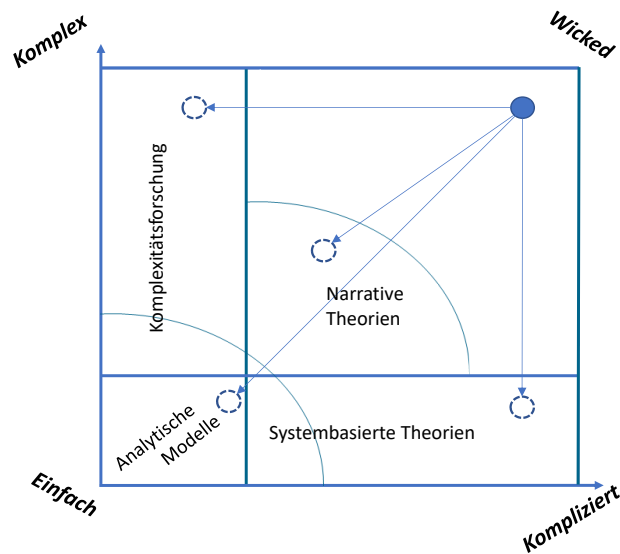 Komplex
Wicked
Komplexitätsforschung
Narrative
Theorien
Analytische
Modelle
Systembasierte Theorien
Einfach
Kompliziert